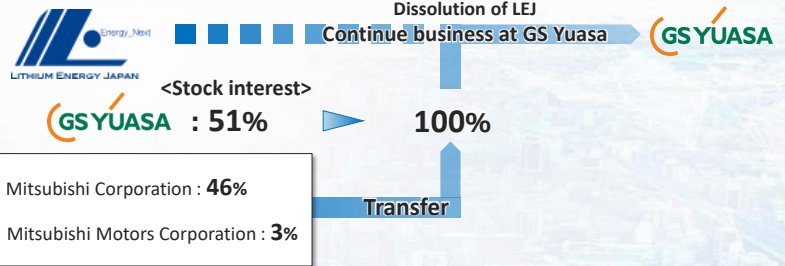 Dissolution of LEJ
Energy_Next
Continue business at GS Yuasa
GS YUASA
LITHIUM ENERGY JAPAN
<Stock interest>
GS YUASA : 51%
100%
Mitsubishi Corporation : 46%
Transfer
Mitsubishi Motors Corporation : 3%